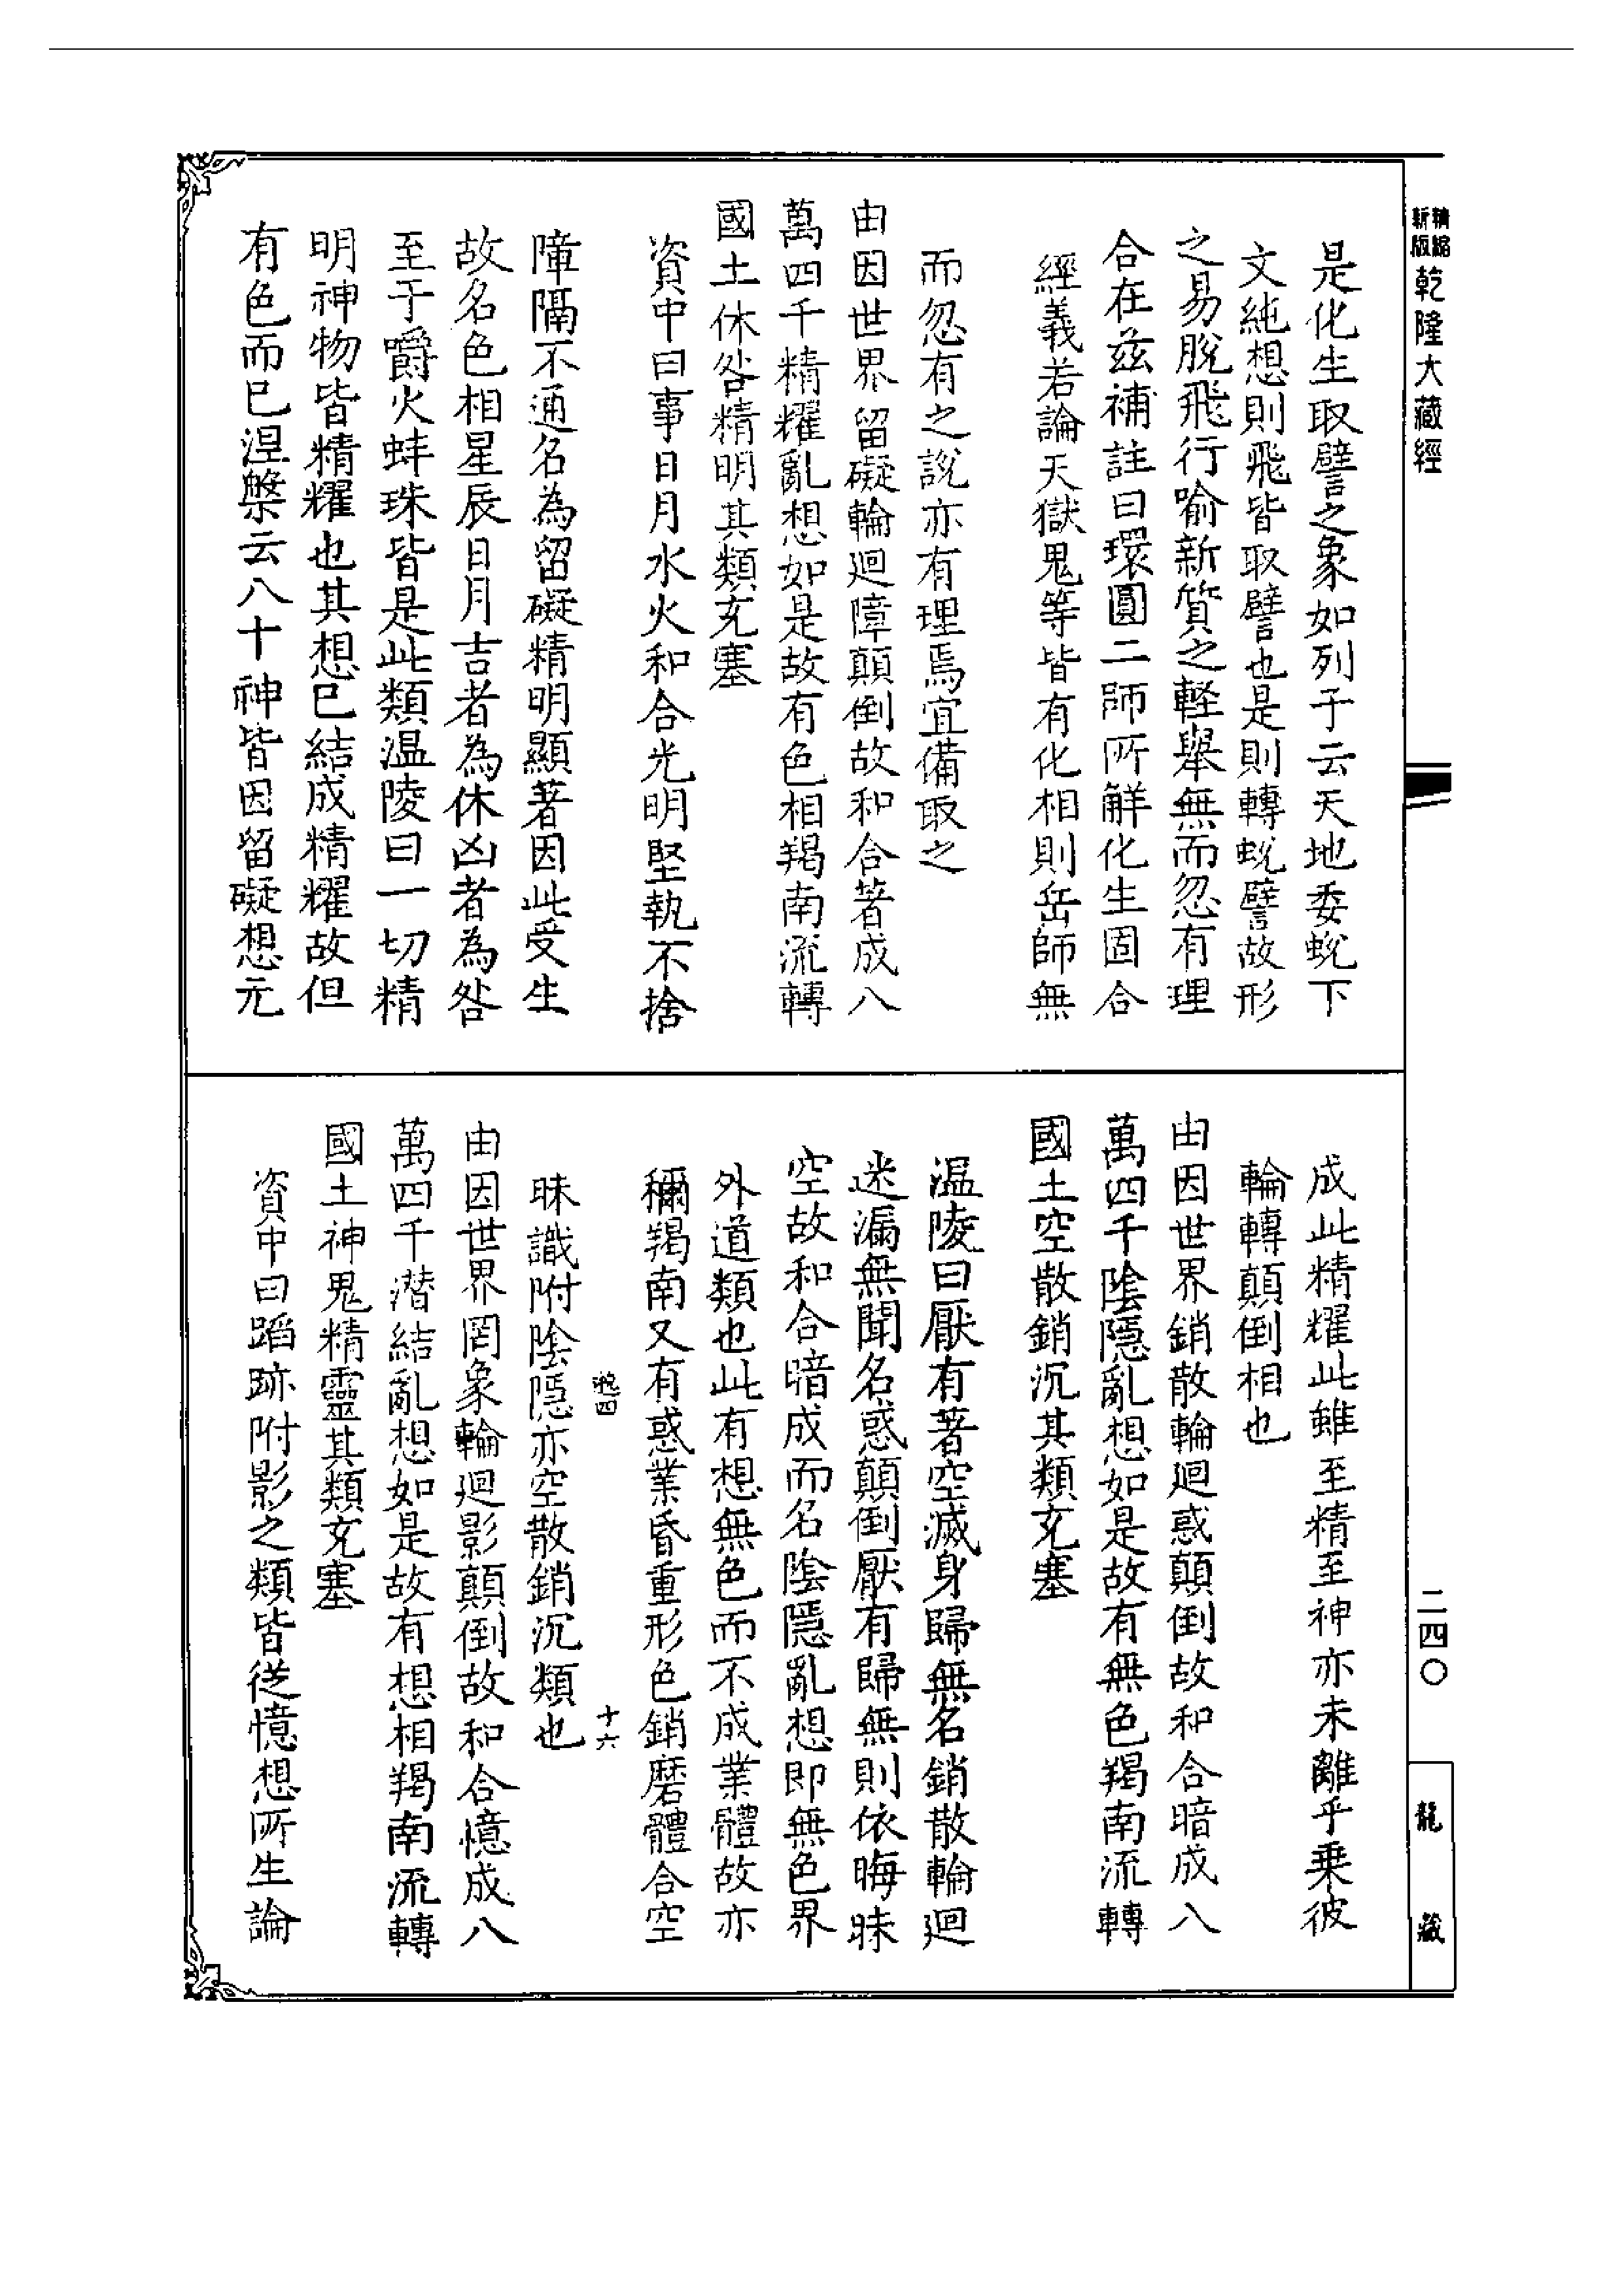 精縮新版乾隆大藏經
是化生取譬之象如列于云天地委蛻下
文純想則飛皆取譬也是則轉蛻譬故形
之易脫飛行喻新質之輕舉無而忽有理
合在茲補註曰環圓二師所解化生固合
經義若論天獄鬼等皆有化相則岳師無
而忽有之說亦有理焉宜備取之
由因世界留礙輪廻障顛倒故和合著成八
萬四千精耀亂想如是故有色相羯南流轉
國土休咎精明其類充塞
資中曰事日月水火和合光明堅執不捨
障隔不通名為留礙精明顯著因此受生
故名色相星辰日月吉者為休凶者為咎
至于爝火蚌珠皆是此類溫陵曰一切精
明神物皆精耀也其想已結成精耀故但
有色而已涅槃云八十神皆因留礙想元
成此精耀此雖至精至神亦未離乎乗彼
輪轉顛倒相也
由因世界銷散輪廻惑顛倒故和合暗成八
萬四千陰隱亂想如是故有無色羯南流轉
國土空散銷沉其類充塞
溫陵曰厭有著空滅身歸無名銷散輪迴
迷漏無聞名惑顛倒厭有歸無則依晦昧
空故和合暗成而名陰隱亂想即無色界
外道類也此有想無色而不成業體故亦
稱羯南又有惑業昏重形色銷磨體合空
昧識附陰隱亦空散銷沉類也
十六
由因世界罔象輪廻影顛倒故和合憶成八
萬四千潛結亂想如是故有想相羯南流轉
國土神鬼精靈其類充塞
資中曰蹈跡附影之類皆從憶想所生論
二四〇
龍藏